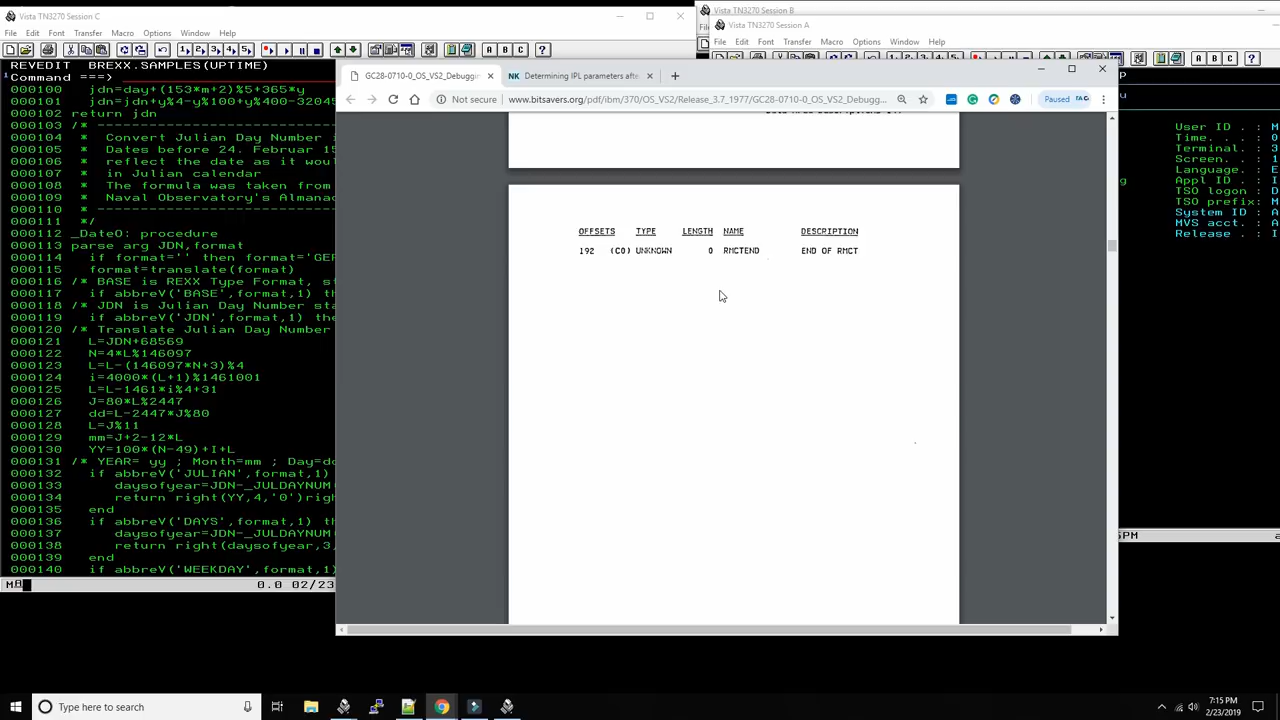 Vista TN3270 Session C
File Edit Font Transfer Macro Options Window Help
REVEDIT BREXX.SAMPLES(UPTIME)
Command ===>
000100 jdn=day+(153*m+2)%5+365*y
000101 jdn=jdn+y%4-y%100+y%400-32045
000102 return jdn
000103 /* ---
000104 * Convert Julian Day Number i
000105 * Dates before 24. Februar 15
000106 * reflect the date as it woul
000107 * in Julian calendar
000108 * The formula was taken from
000109 * Naval Observatory's Almanac
000110 * ---
000111 */
000112 _DateO: procedure
000113 parse arg JDN,format
000114 if format='' then format='GER
000115 format=translate(format)
000116 /* BASE is REXX Type Format, st
000117 if abbrev('BASE',format,1) th
000118 /* JDN is Julian Day Number sta
000119 if abbreV('JDN',format,1) the
000120 /* Translate Julian Day Number
000121 L=JDN+68569
000122 N=4*L%146097
000123 L=L-(146097*N+3)%4
000124 i=4000*(L+1)%1461001
000125 L=L-1461*i%4+31
000126 J=80*L%2447
000127 dd=L-2447*J%80
000128 L=J%11
000129 mm=J+2-12*L
000130 YY=100*(N-49)+I+L
000131 /* YEAR= yy ; Month=mm ; Day=dd
000132 if abbreV('JULIAN',format,1)
000133 daysofyear=JDN-_JULDAYNUM(
000134 return right(YY,4,'0')righ
000135 end
000136 if abbreV('DAYS',format,1) th
000137 daysofyear=JDN-_JULDAYNUM(
000138 return right(daysofyear,3,
000139 end
000140 if abbreV('WEEKDAY',format,1)
0.0 02/23
Vista TN3270 Session B
Vista TN3270 Session A
File Edit Font Transfer Macro Options Window Help
GC28-0710-0_OS_VS2_Debuggin
NK Determining IPL parameters afte
Not secure www.bitsavers.org/pdf/ibm/370/OS_VS2/Release_3.7_1977/GC28-0710-0_OS_VS2_Debugg...
Paused
OFFSETS TYPE LENGTH NAME DESCRIPTION
192 (C0) UNKNOWN 0 RMCTEND END OF RMCT
User ID . : M
Time. . . : 0
Terminal. : 3
Screen. . : 1
Language. : E
Appl ID . : I
TSO logon : D
TSO prefix: M
System ID : A
MVS acct. : A
Release . : I
PM
Type here to search
7:15 PM
2/23/2019